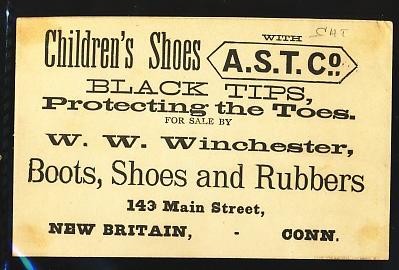 Children's Shoes WITH A.S.T. Co.
BLACK TIPS,
Protecting the Toes.
FOR SALE BY
W. W. Winchester,
Boots, Shoes and Rubbers
143 Main Street,
NEW BRITAIN, - CONN.